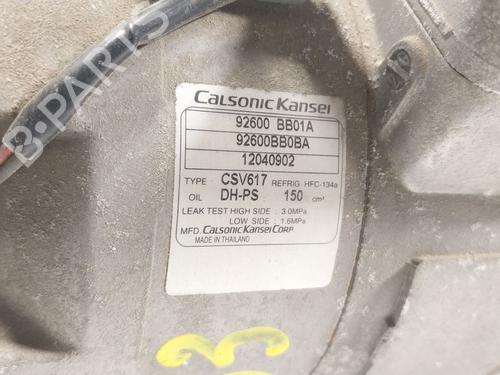 B-PARTS
Calsonic Kansei
92600 BB01A
92600BB0BA
12040902
TYPE CSV617 REFRIG HFC-134a
OIL DH-PS 150 cm³
LEAK TEST HIGH SIDE : 3.0MPa
LOW SIDE : 1.6MPa
MFD. CALSONIC KANSEI CORP.
MADE IN THAILAND